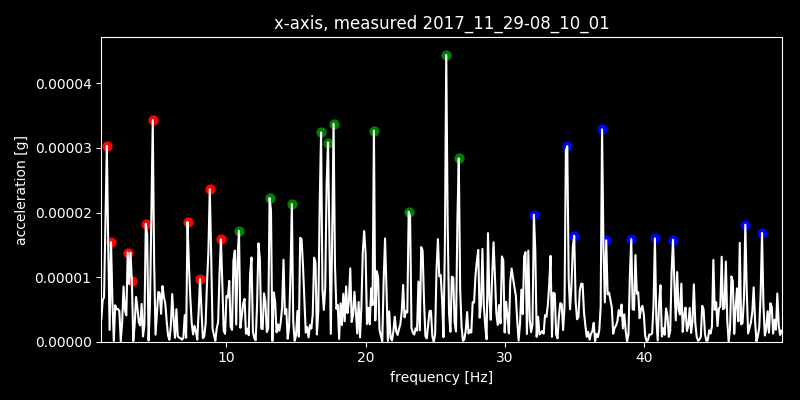 x-axis, measured 2017_11_29-08_10_01
acceleration [g]
0.00004
0.00003
0.00002
0.00001
0.00000
10 20 30 40
frequency [Hz]